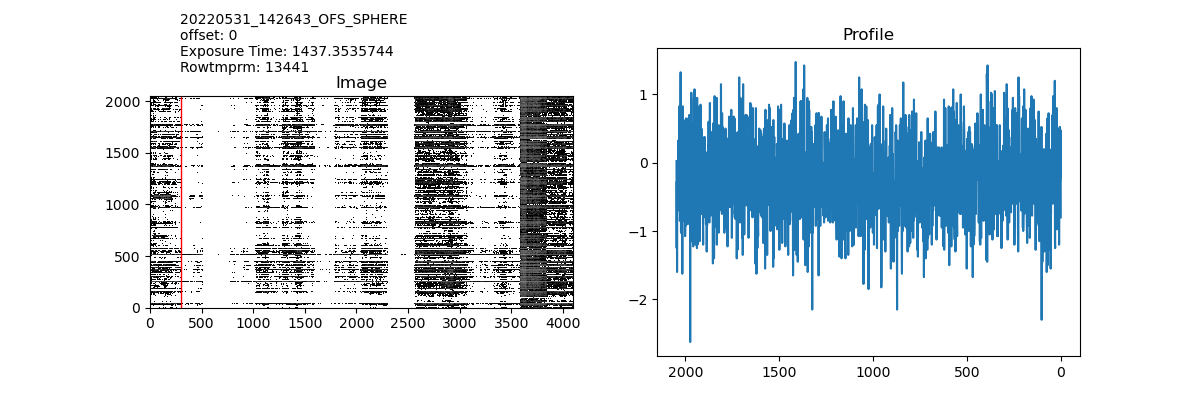 20220531_142643_OFS_SPHERE
offset: 0
Exposure Time: 1437.3535744
Rowtmprm: 13441
Image
2000
1500
1000
500
0
0 500 1000 1500 2000 2500 3000 3500 4000
Profile
1
0
−1
−2
2000 1500 1000 500 0